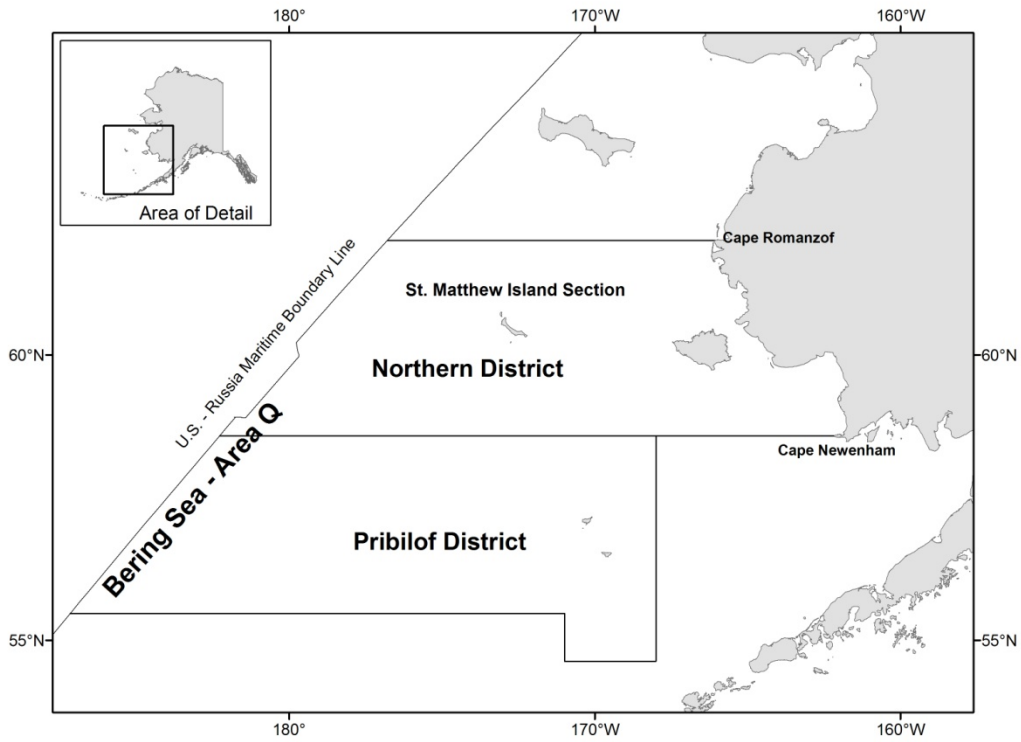 180°
170°W
160°W
Area of Detail
Cape Romanzof
U.S. - Russia Maritime Boundary Line
St. Matthew Island Section
60°N
60°N
Northern District
Bering Sea - Area Q
Cape Newenham
Pribilof District
55°N
55°N
180°
170°W
160°W